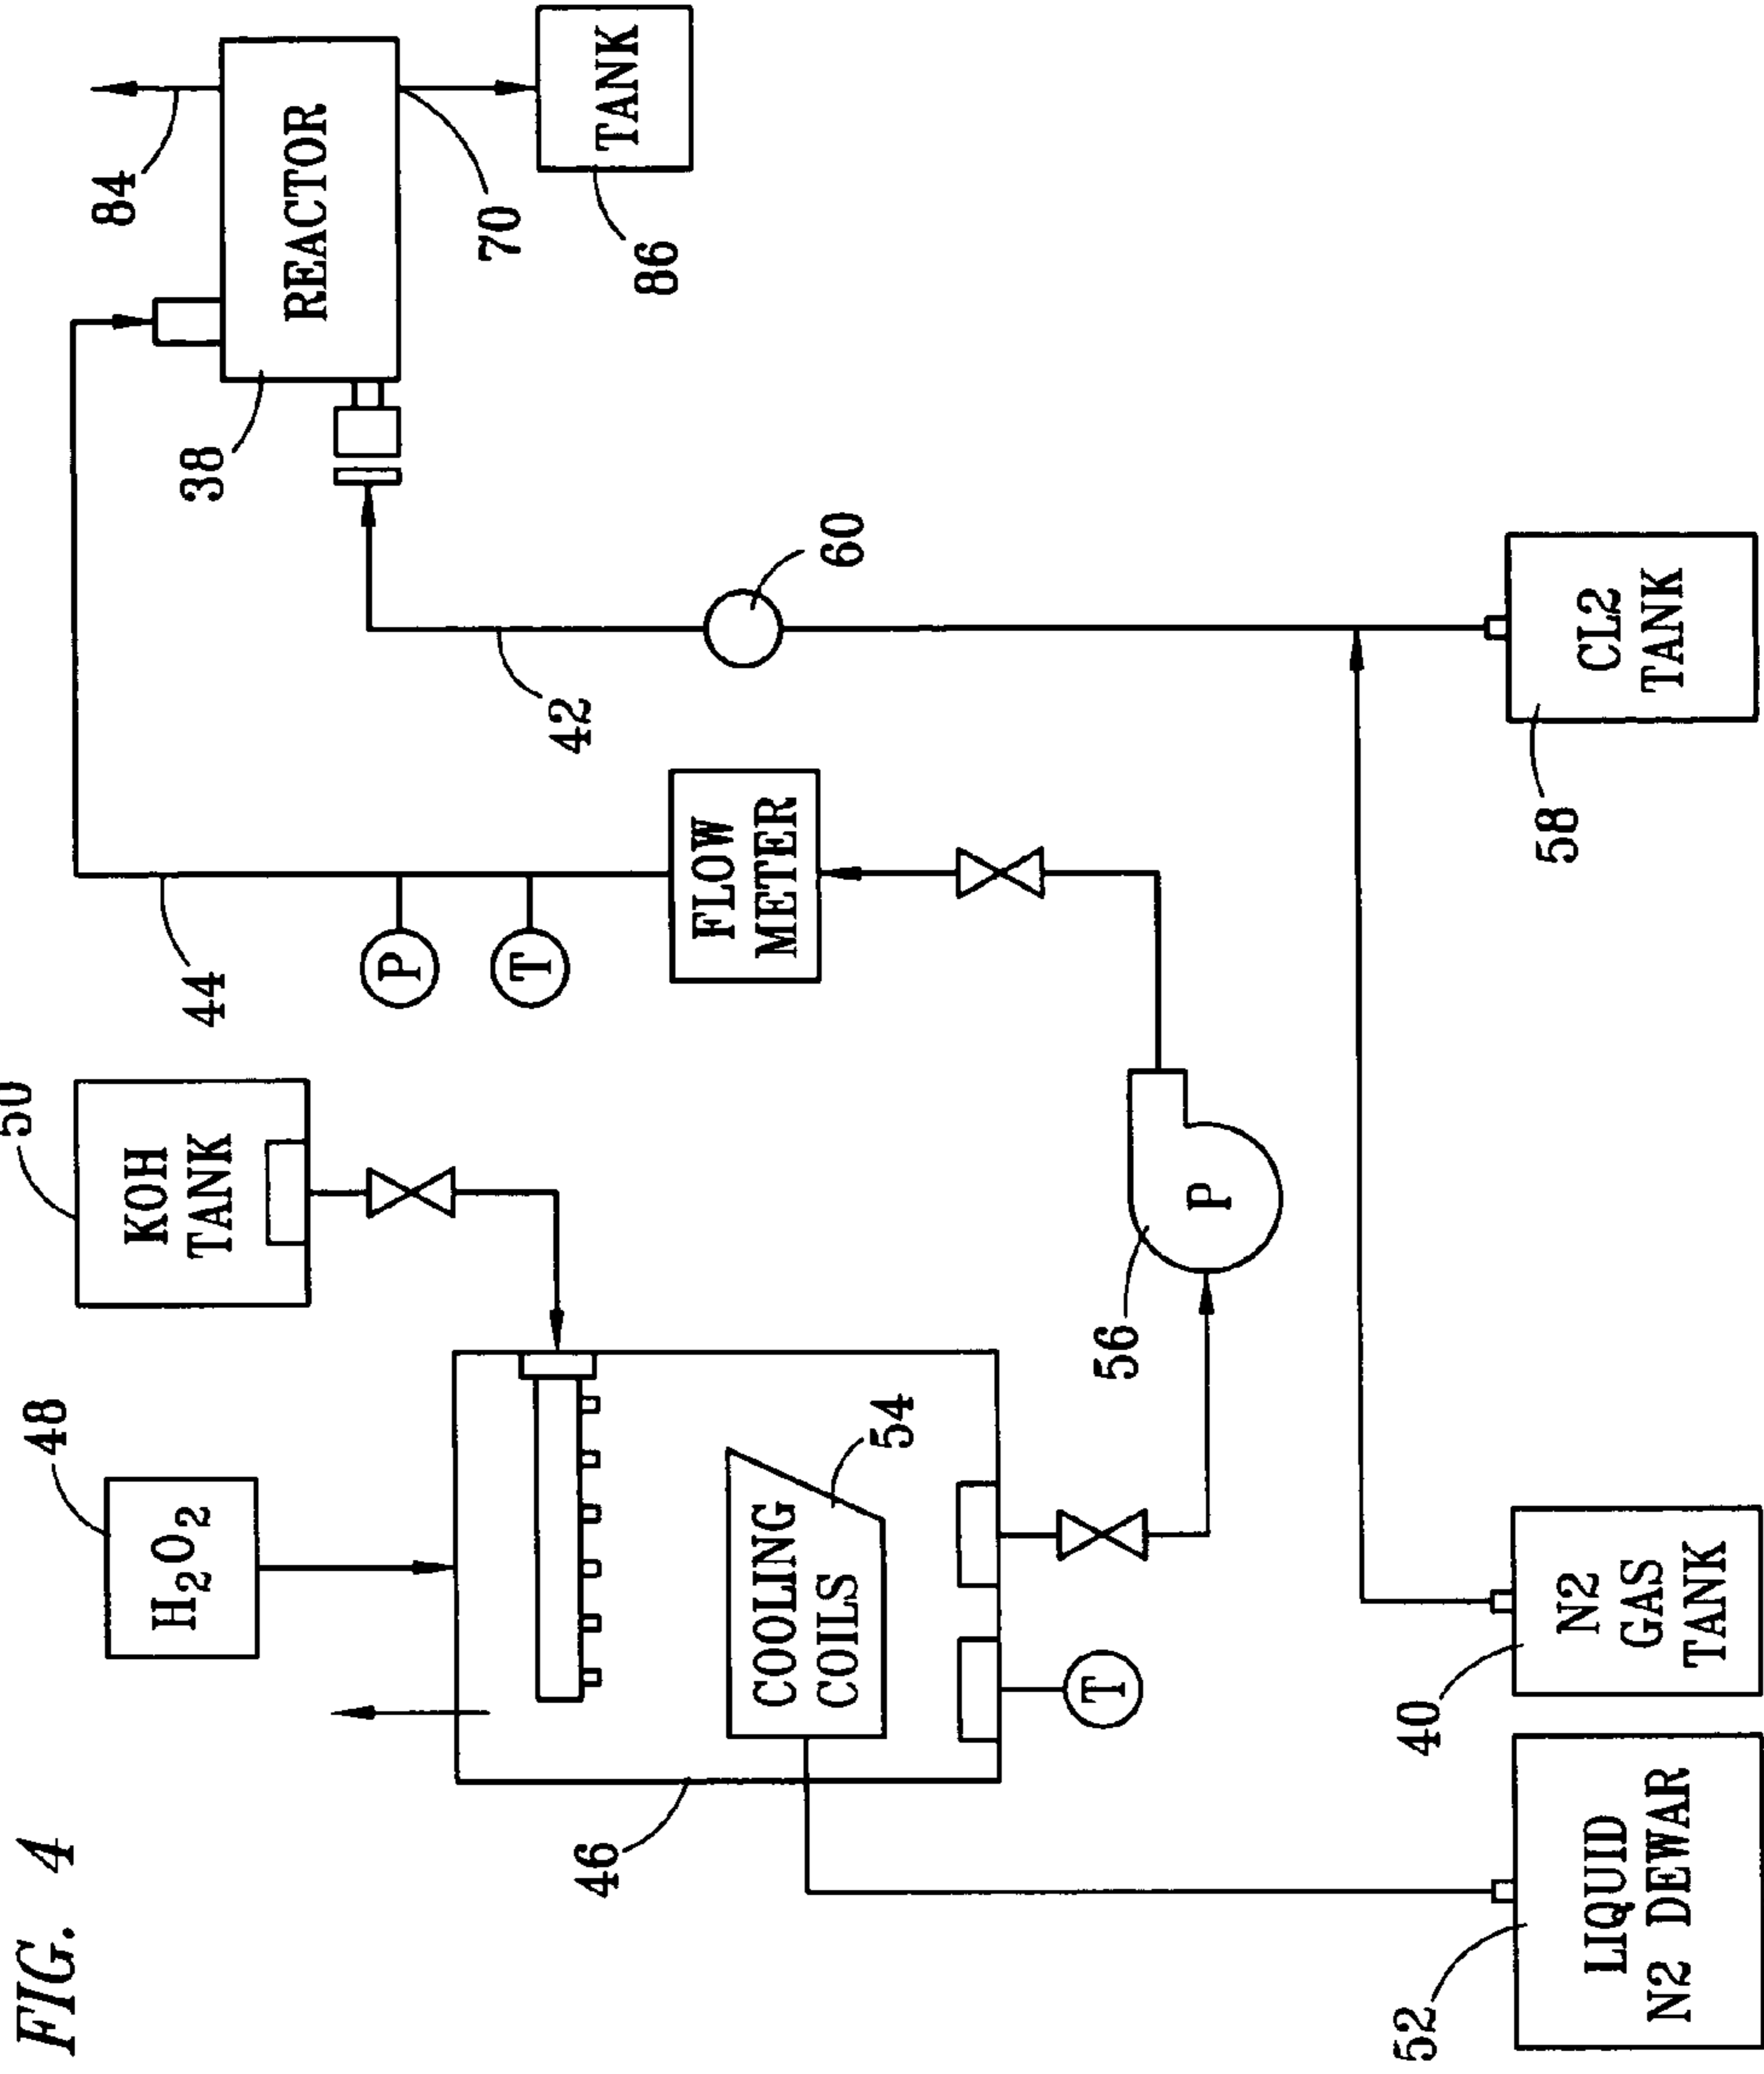 FIG. 4
48
H₂O₂
50
KOH
TANK
44
84
38
REACTOR
P
T
70
TANK
86
46
42
FLOW
METER
60
COOLING
COILS
54
T
56
P
52
LIQUID
N2 DEWAR
40
N2
GAS
TANK
58
CL2
TANK